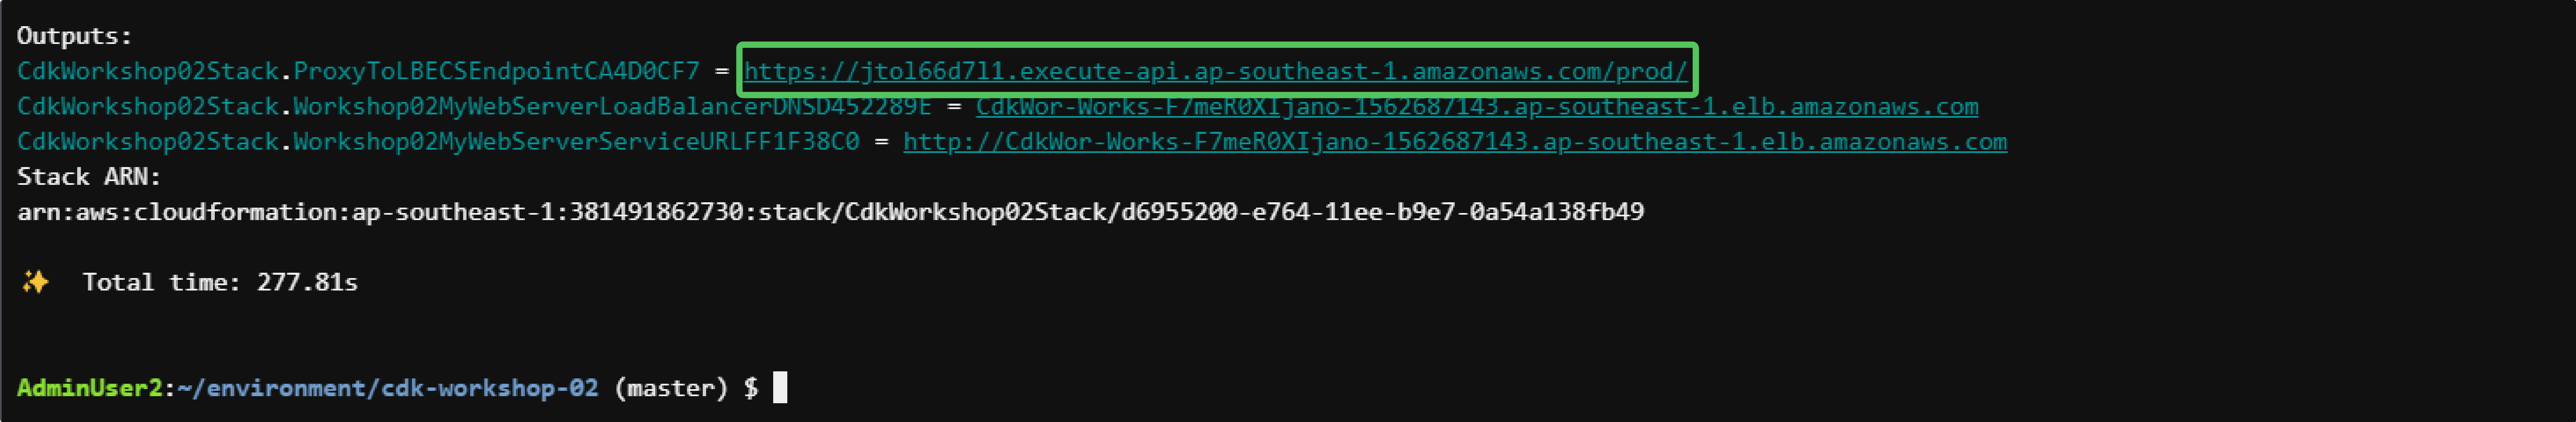 Outputs:
CdkWorkshop02Stack.ProxyToLBECSEndpointCA4D0CF7 = https://jtol66d7l1.execute-api.ap-southeast-1.amazonaws.com/prod/
CdkWorkshop02Stack.Workshop02MyWebServerLoadBalancerDNSD452289E = CdkWor-Works-F7meR0XIjano-1562687143.ap-southeast-1.elb.amazonaws.com
CdkWorkshop02Stack.Workshop02MyWebServerServiceURLFF1F38C0 = http://CdkWor-Works-F7meR0XIjano-1562687143.ap-southeast-1.elb.amazonaws.com
Stack ARN:
arn:aws:cloudformation:ap-southeast-1:381491862730:stack/CdkWorkshop02Stack/d6955200-e764-11ee-b9e7-0a54a138fb49
✨ Total time: 277.81s
AdminUser2:~/environment/cdk-workshop-02 (master) $